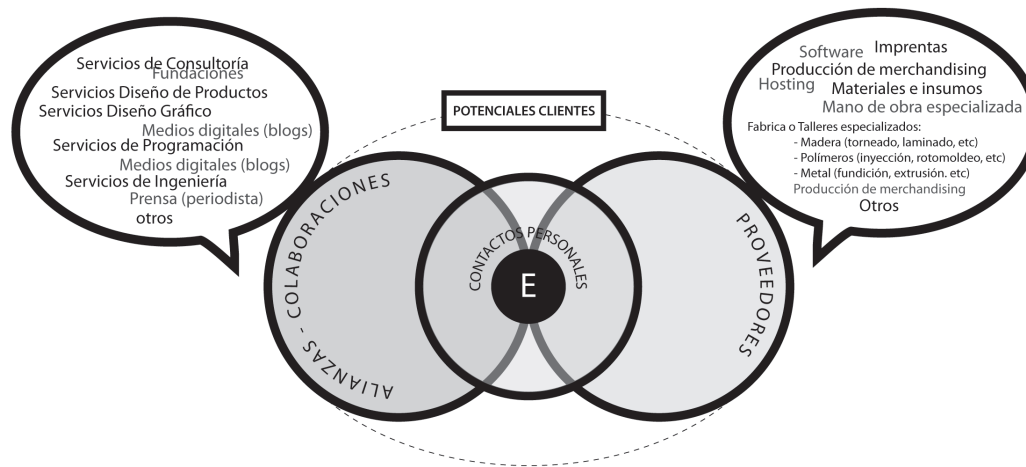 Servicios de Consultoría
Fundaciones
Servicios Diseño de Productos
Servicios Diseño Gráfico
Medios digitales (blogs)
Servicios de Programación
Medios digitales (blogs)
Servicios de Ingeniería
Prensa (periodista)
otros
POTENCIALES CLIENTES
ALIANZAS - COLABORACIONES
CONTACTOS PERSONALES
E
PROVEEDORES
Software
Imprentas
Producción de merchandising
Hosting
Materiales e insumos
Mano de obra especializada
Fabrica o Talleres especializados:
- Madera (torneado, laminado, etc)
- Polímeros (inyección, rotomoldeo, etc)
- Metal (fundición, extrusión. etc)
Producción de merchandising
Otros